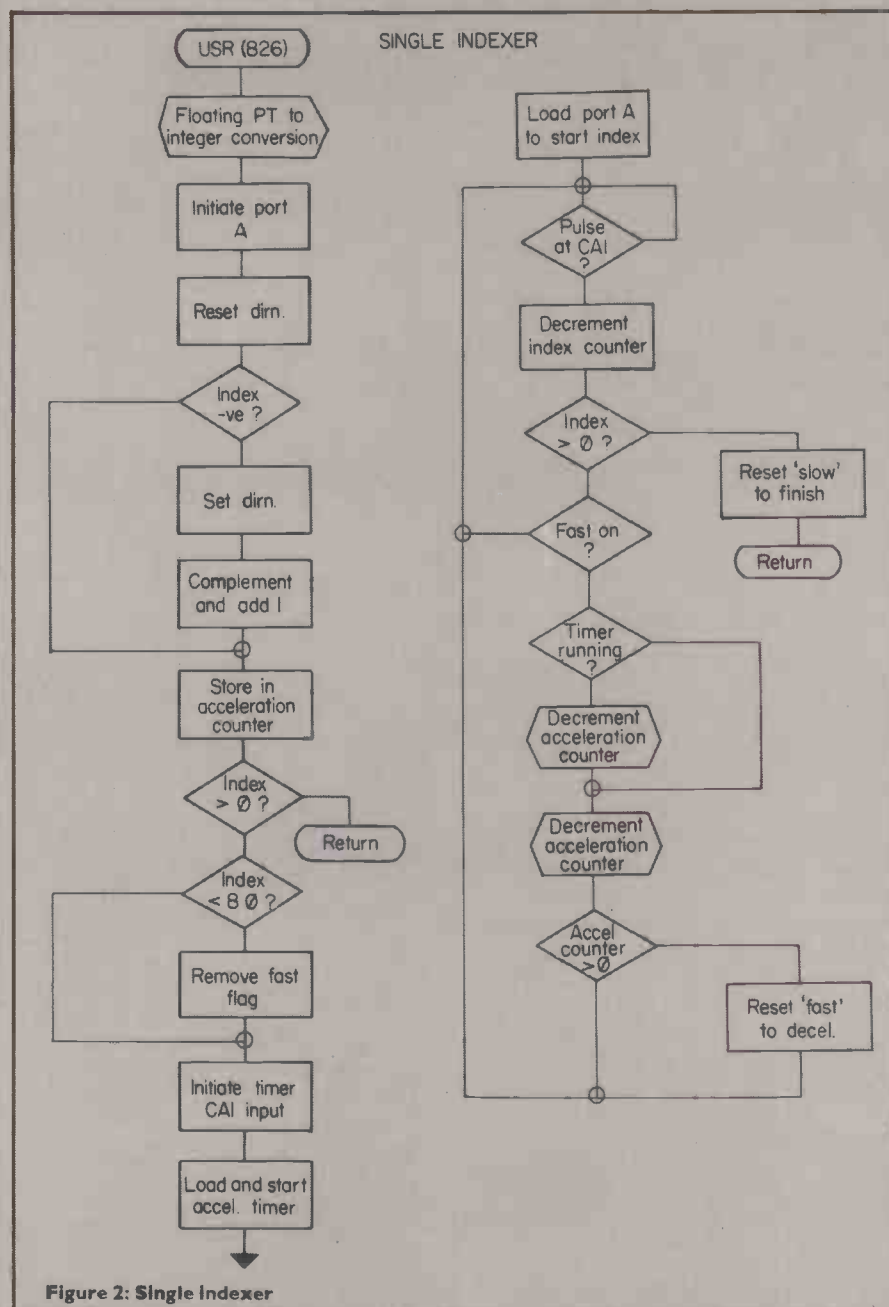 SINGLE INDEXER
USR (826)
Floating PT to
integer conversion
Initiate port
A
Reset dirn.
Index
-ve ?
Set dirn.
Complement
and add 1
Store in
acceleration
counter
Index
> Ø ?
Return
Index
< 8 Ø ?
Remove fast
flag
Initiate timer
CA1 input
Load and start
accel. timer
Load port A
to start index
Pulse
at CA1
?
Decrement
index counter
Index
> Ø ?
Reset 'slow'
to finish
Return
Fast on
?
Timer
running
?
Decrement
acceleration
counter
Decrement
acceleration
counter
Accel
counter
>Ø
Reset 'fast'
to decel.
Figure 2: Single Indexer